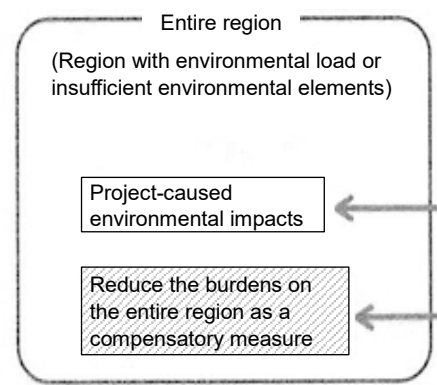 Entire region
(Region with environmental load or
insufficient environmental elements)
Project-caused
environmental impacts
Reduce the burdens on
the entire region as a
compensatory measure